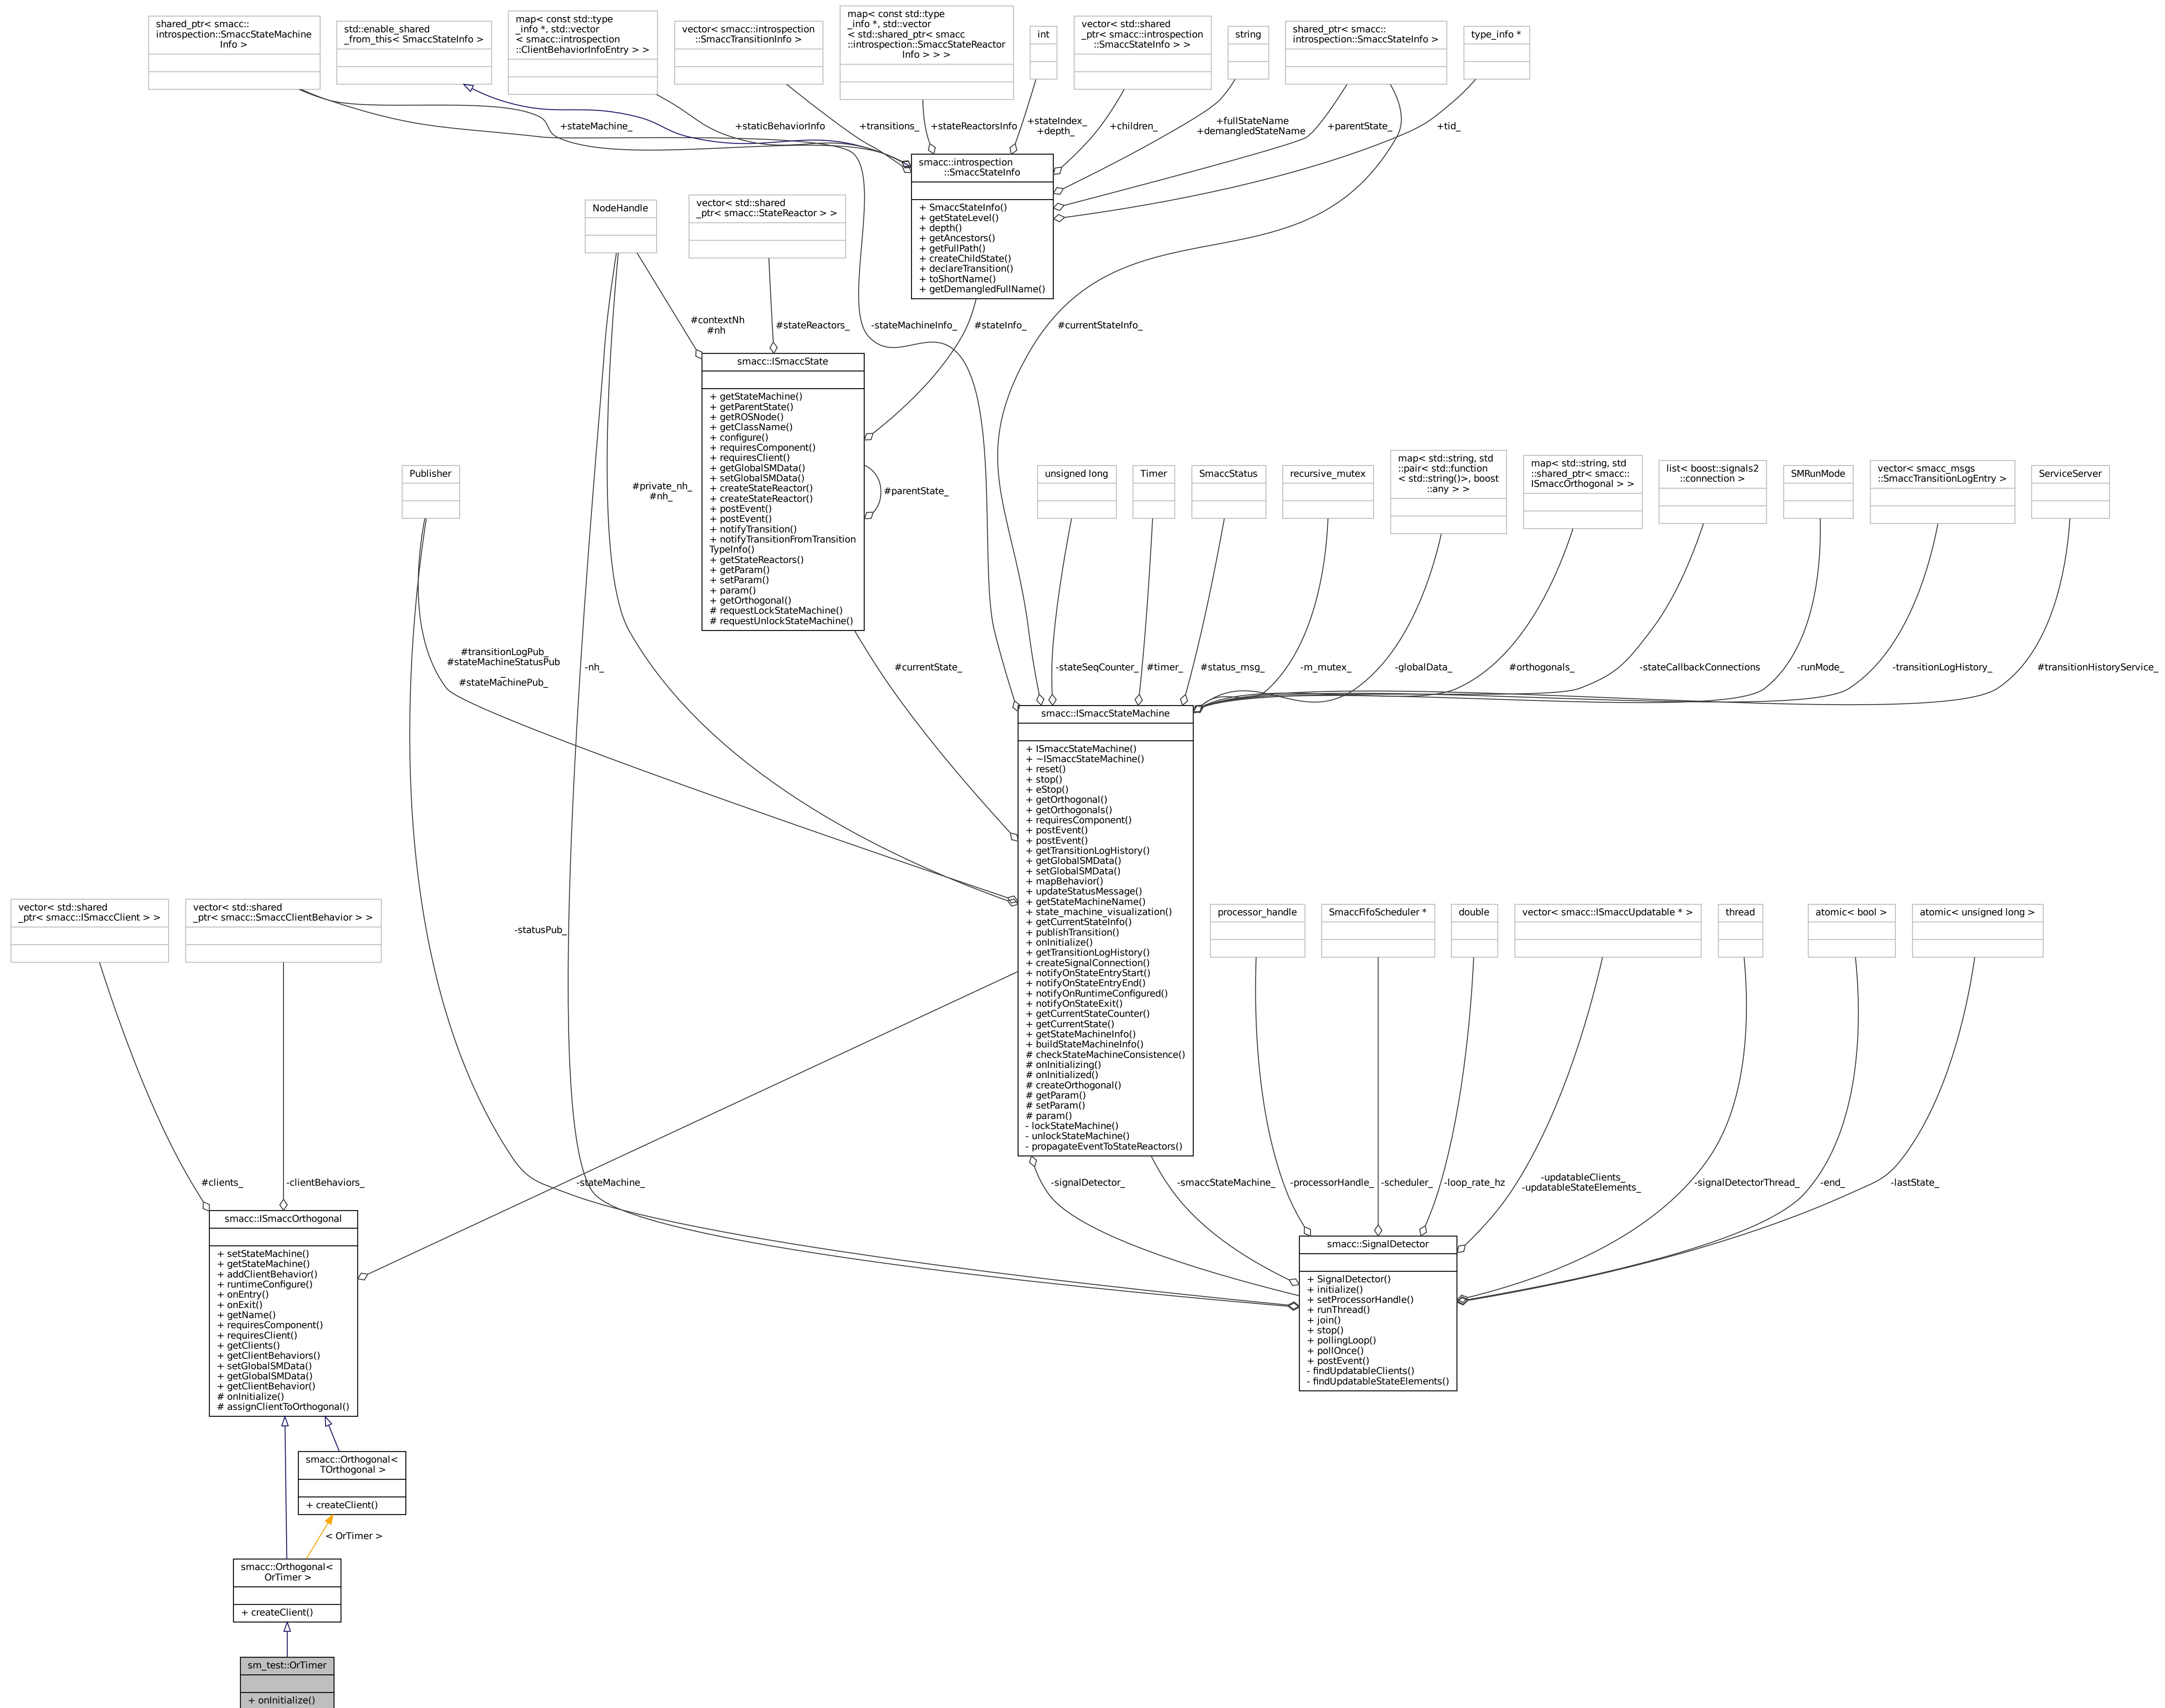 shared_ptr< smacc::
introspection::SmaccStateMachine
Info >
std::enable_shared
_from_this< SmaccStateInfo >
map< const std::type
_info *, std::vector
< smacc::introspection
::ClientBehaviorInfoEntry > >
vector< smacc::introspection
::SmaccTransitionInfo >
map< const std::type
_info *, std::vector
< std::shared_ptr< smacc
::introspection::SmaccStateReactor
Info > > >
int
vector< std::shared
_ptr< smacc::introspection
::SmaccStateInfo > >
string
shared_ptr< smacc::
introspection::SmaccStateInfo >
type_info *
+stateMachine_
+staticBehaviorInfo
+transitions_
+stateReactorsInfo
+stateIndex_
+depth_
+children_
+fullStateName
+demangledStateName
+parentState_
+tid_
smacc::introspection
::SmaccStateInfo
+ SmaccStateInfo()
+ getStateLevel()
+ depth()
+ getAncestors()
+ getFullPath()
+ createChildState()
+ declareTransition()
+ toShortName()
+ getDemangledFullName()
NodeHandle
vector< std::shared
_ptr< smacc::StateReactor > >
#contextNh
#nh
#stateReactors_
-stateMachineInfo_
#stateInfo_
#currentStateInfo_
smacc::ISmaccState
+ getStateMachine()
+ getParentState()
+ getROSNode()
+ getClassName()
+ configure()
+ requiresComponent()
+ requiresClient()
+ getGlobalSMData()
+ setGlobalSMData()
+ createStateReactor()
+ createStateReactor()
+ postEvent()
+ postEvent()
+ notifyTransition()
+ notifyTransitionFromTransition
TypeInfo()
+ getStateReactors()
+ getParam()
+ setParam()
+ param()
+ getOrthogonal()
# requestLockStateMachine()
# requestUnlockStateMachine()
#parentState_
Publisher
#private_nh_
#nh_
unsigned long
Timer
SmaccStatus
recursive_mutex
map< std::string, std
::pair< std::function
< std::string()>, boost
::any > >
map< std::string, std
::shared_ptr< smacc::
ISmaccOrthogonal > >
list< boost::signals2
::connection >
SMRunMode
vector< smacc_msgs
::SmaccTransitionLogEntry >
ServiceServer
#transitionLogPub_
#stateMachineStatusPub
_
#stateMachinePub_
-nh_
#currentState_
-stateSeqCounter_
#timer_
#status_msg_
-m_mutex_
-globalData_
#orthogonals_
-stateCallbackConnections
-runMode_
-transitionLogHistory_
#transitionHistoryService_
smacc::ISmaccStateMachine
+ ISmaccStateMachine()
+ ~ISmaccStateMachine()
+ reset()
+ stop()
+ eStop()
+ getOrthogonal()
+ getOrthogonals()
+ requiresComponent()
+ postEvent()
+ postEvent()
+ getTransitionLogHistory()
+ getGlobalSMData()
+ setGlobalSMData()
+ mapBehavior()
+ updateStatusMessage()
+ getStateMachineName()
+ state_machine_visualization()
+ getCurrentStateInfo()
+ publishTransition()
+ onInitialize()
+ getTransitionLogHistory()
+ createSignalConnection()
+ notifyOnStateEntryStart()
+ notifyOnStateEntryEnd()
+ notifyOnRuntimeConfigured()
+ notifyOnStateExit()
+ getCurrentStateCounter()
+ getCurrentState()
+ getStateMachineInfo()
+ buildStateMachineInfo()
# checkStateMachineConsistence()
# onInitializing()
# onInitialized()
# createOrthogonal()
# getParam()
# setParam()
# param()
- lockStateMachine()
- unlockStateMachine()
- propagateEventToStateReactors()
vector< std::shared
_ptr< smacc::ISmaccClient > >
vector< std::shared
_ptr< smacc::SmaccClientBehavior > >
-statusPub_
processor_handle
SmaccFifoScheduler *
double
vector< smacc::ISmaccUpdatable * >
thread
atomic< bool >
atomic< unsigned long >
#clients_
-clientBehaviors_
-stateMachine_
-signalDetector_
-smaccStateMachine_
-processorHandle_
-scheduler_
-loop_rate_hz
-updatableClients_
-updatableStateElements_
-signalDetectorThread_
-end_
-lastState_
smacc::ISmaccOrthogonal
+ setStateMachine()
+ getStateMachine()
+ addClientBehavior()
+ runtimeConfigure()
+ onEntry()
+ onExit()
+ getName()
+ requiresComponent()
+ requiresClient()
+ getClients()
+ getClientBehaviors()
+ setGlobalSMData()
+ getGlobalSMData()
+ getClientBehavior()
# onInitialize()
# assignClientToOrthogonal()
smacc::SignalDetector
+ SignalDetector()
+ initialize()
+ setProcessorHandle()
+ runThread()
+ join()
+ stop()
+ pollingLoop()
+ pollOnce()
+ postEvent()
- findUpdatableClients()
- findUpdatableStateElements()
smacc::Orthogonal<
TOrthogonal >
+ createClient()
< OrTimer >
smacc::Orthogonal<
OrTimer >
+ createClient()
sm_test::OrTimer
+ onInitialize()